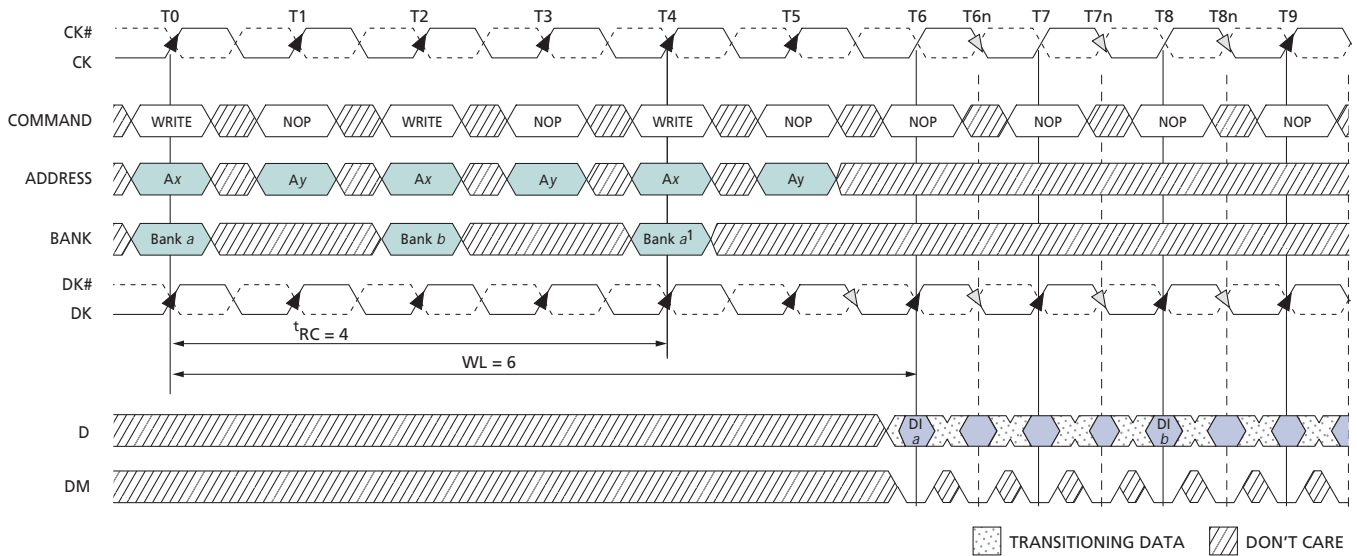 T0 T1 T2 T3 T4 T5 T6 T6n T7 T7n T8 T8n T9
CK#
CK
COMMAND WRITE NOP WRITE NOP WRITE NOP NOP NOP NOP NOP
ADDRESS Ax Ay Ax Ay Ax Ay
BANK Bank a Bank b Bank a¹
DK#
DK
tRC = 4
WL = 6
D DI a DI b
DM
TRANSITIONING DATA DON'T CARE